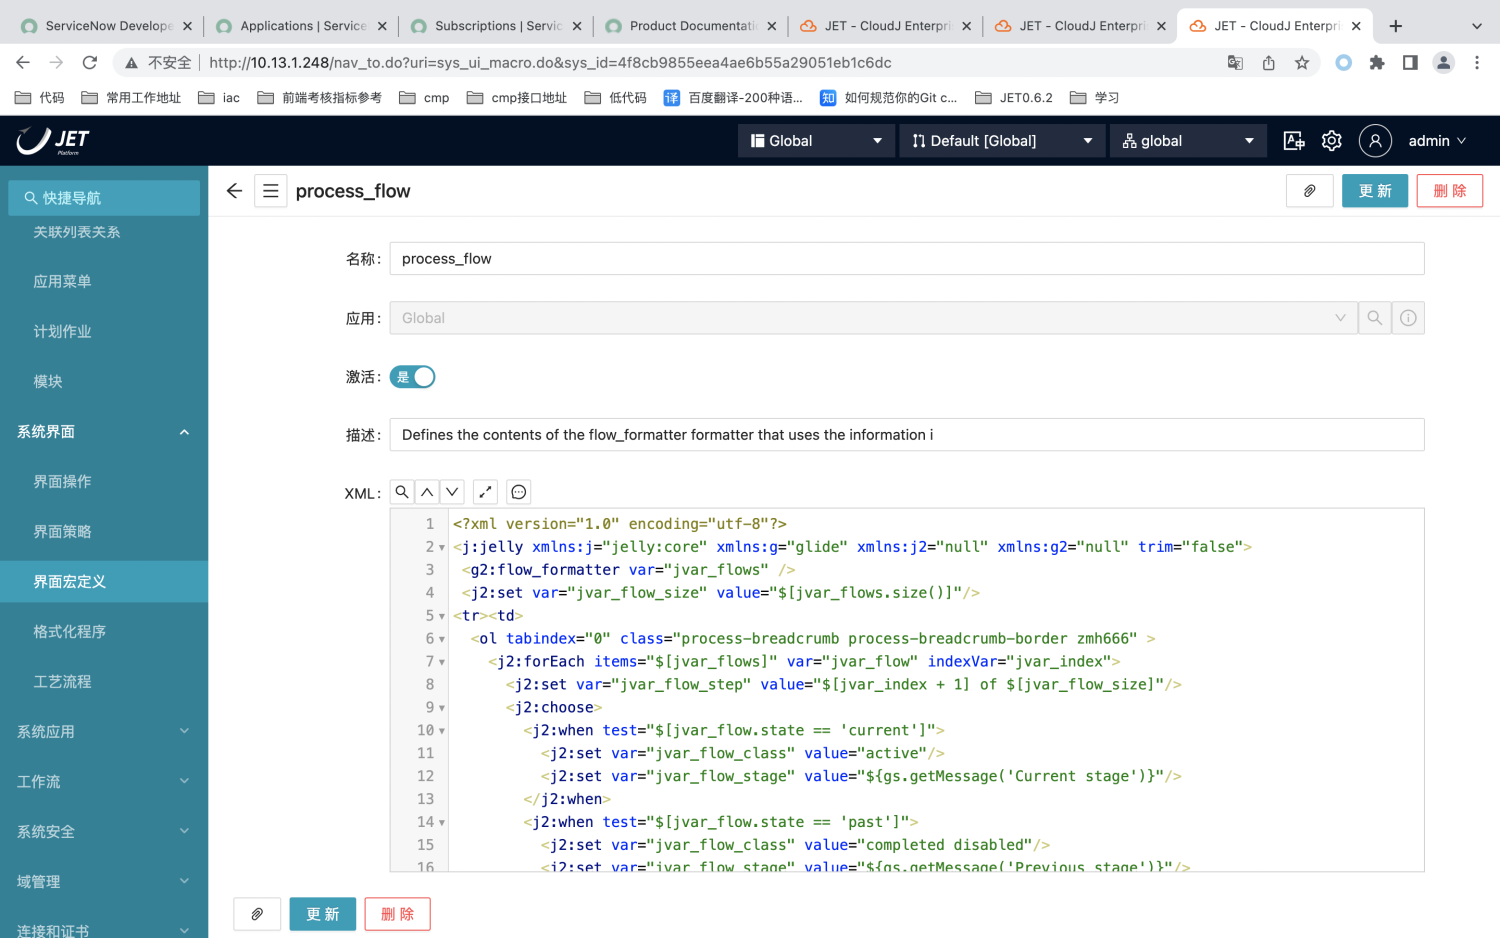 ServiceNow Develope
Applications | Service
Subscriptions | Servic
Product Documentati
JET - CloudJ Enterpri
JET - CloudJ Enterpri
JET - CloudJ Enterpri
不安全
http://10.13.1.248/nav_to.do?uri=sys_ui_macro.do&sys_id=4f8cb9855eea4ae6b55a29051eb1c6dc
代码
常用工作地址
iac
前端考核指标参考
cmp
cmp接口地址
低代码
译 百度翻译-200种语...
知 如何规范你的Git c...
JET0.6.2
学习
JET
Platform
Global
Default [Global]
global
admin
快捷导航
关联列表关系
应用菜单
计划作业
模块
系统界面
界面操作
界面策略
界面宏定义
格式化程序
工艺流程
系统应用
工作流
系统安全
域管理
连接和证书
process_flow
更 新
删 除
名称: process_flow
应用: Global
激活: 是
描述: Defines the contents of the flow_formatter formatter that uses the information i
XML:
1 <?xml version="1.0" encoding="utf-8"?>
2 <j:jelly xmlns:j="jelly:core" xmlns:g="glide" xmlns:j2="null" xmlns:g2="null" trim="false">
3 <g2:flow_formatter var="jvar_flows" />
4 <j2:set var="jvar_flow_size" value="$[jvar_flows.size()]"/>
5 <tr><td>
6 <ol tabindex="0" class="process-breadcrumb process-breadcrumb-border zmh666" >
7 <j2:forEach items="$[jvar_flows]" var="jvar_flow" indexVar="jvar_index">
8 <j2:set var="jvar_flow_step" value="$[jvar_index + 1] of $[jvar_flow_size]"/>
9 <j2:choose>
10 <j2:when test="$[jvar_flow.state == 'current']">
11 <j2:set var="jvar_flow_class" value="active"/>
12 <j2:set var="jvar_flow_stage" value="${gs.getMessage('Current stage')}"/>
13 </j2:when>
14 <j2:when test="$[jvar_flow.state == 'past']">
15 <j2:set var="jvar_flow_class" value="completed disabled"/>
16 <j2:set var="jvar_flow_stage" value="${gs.getMessage('Previous stage')}"/>
更 新
删 除